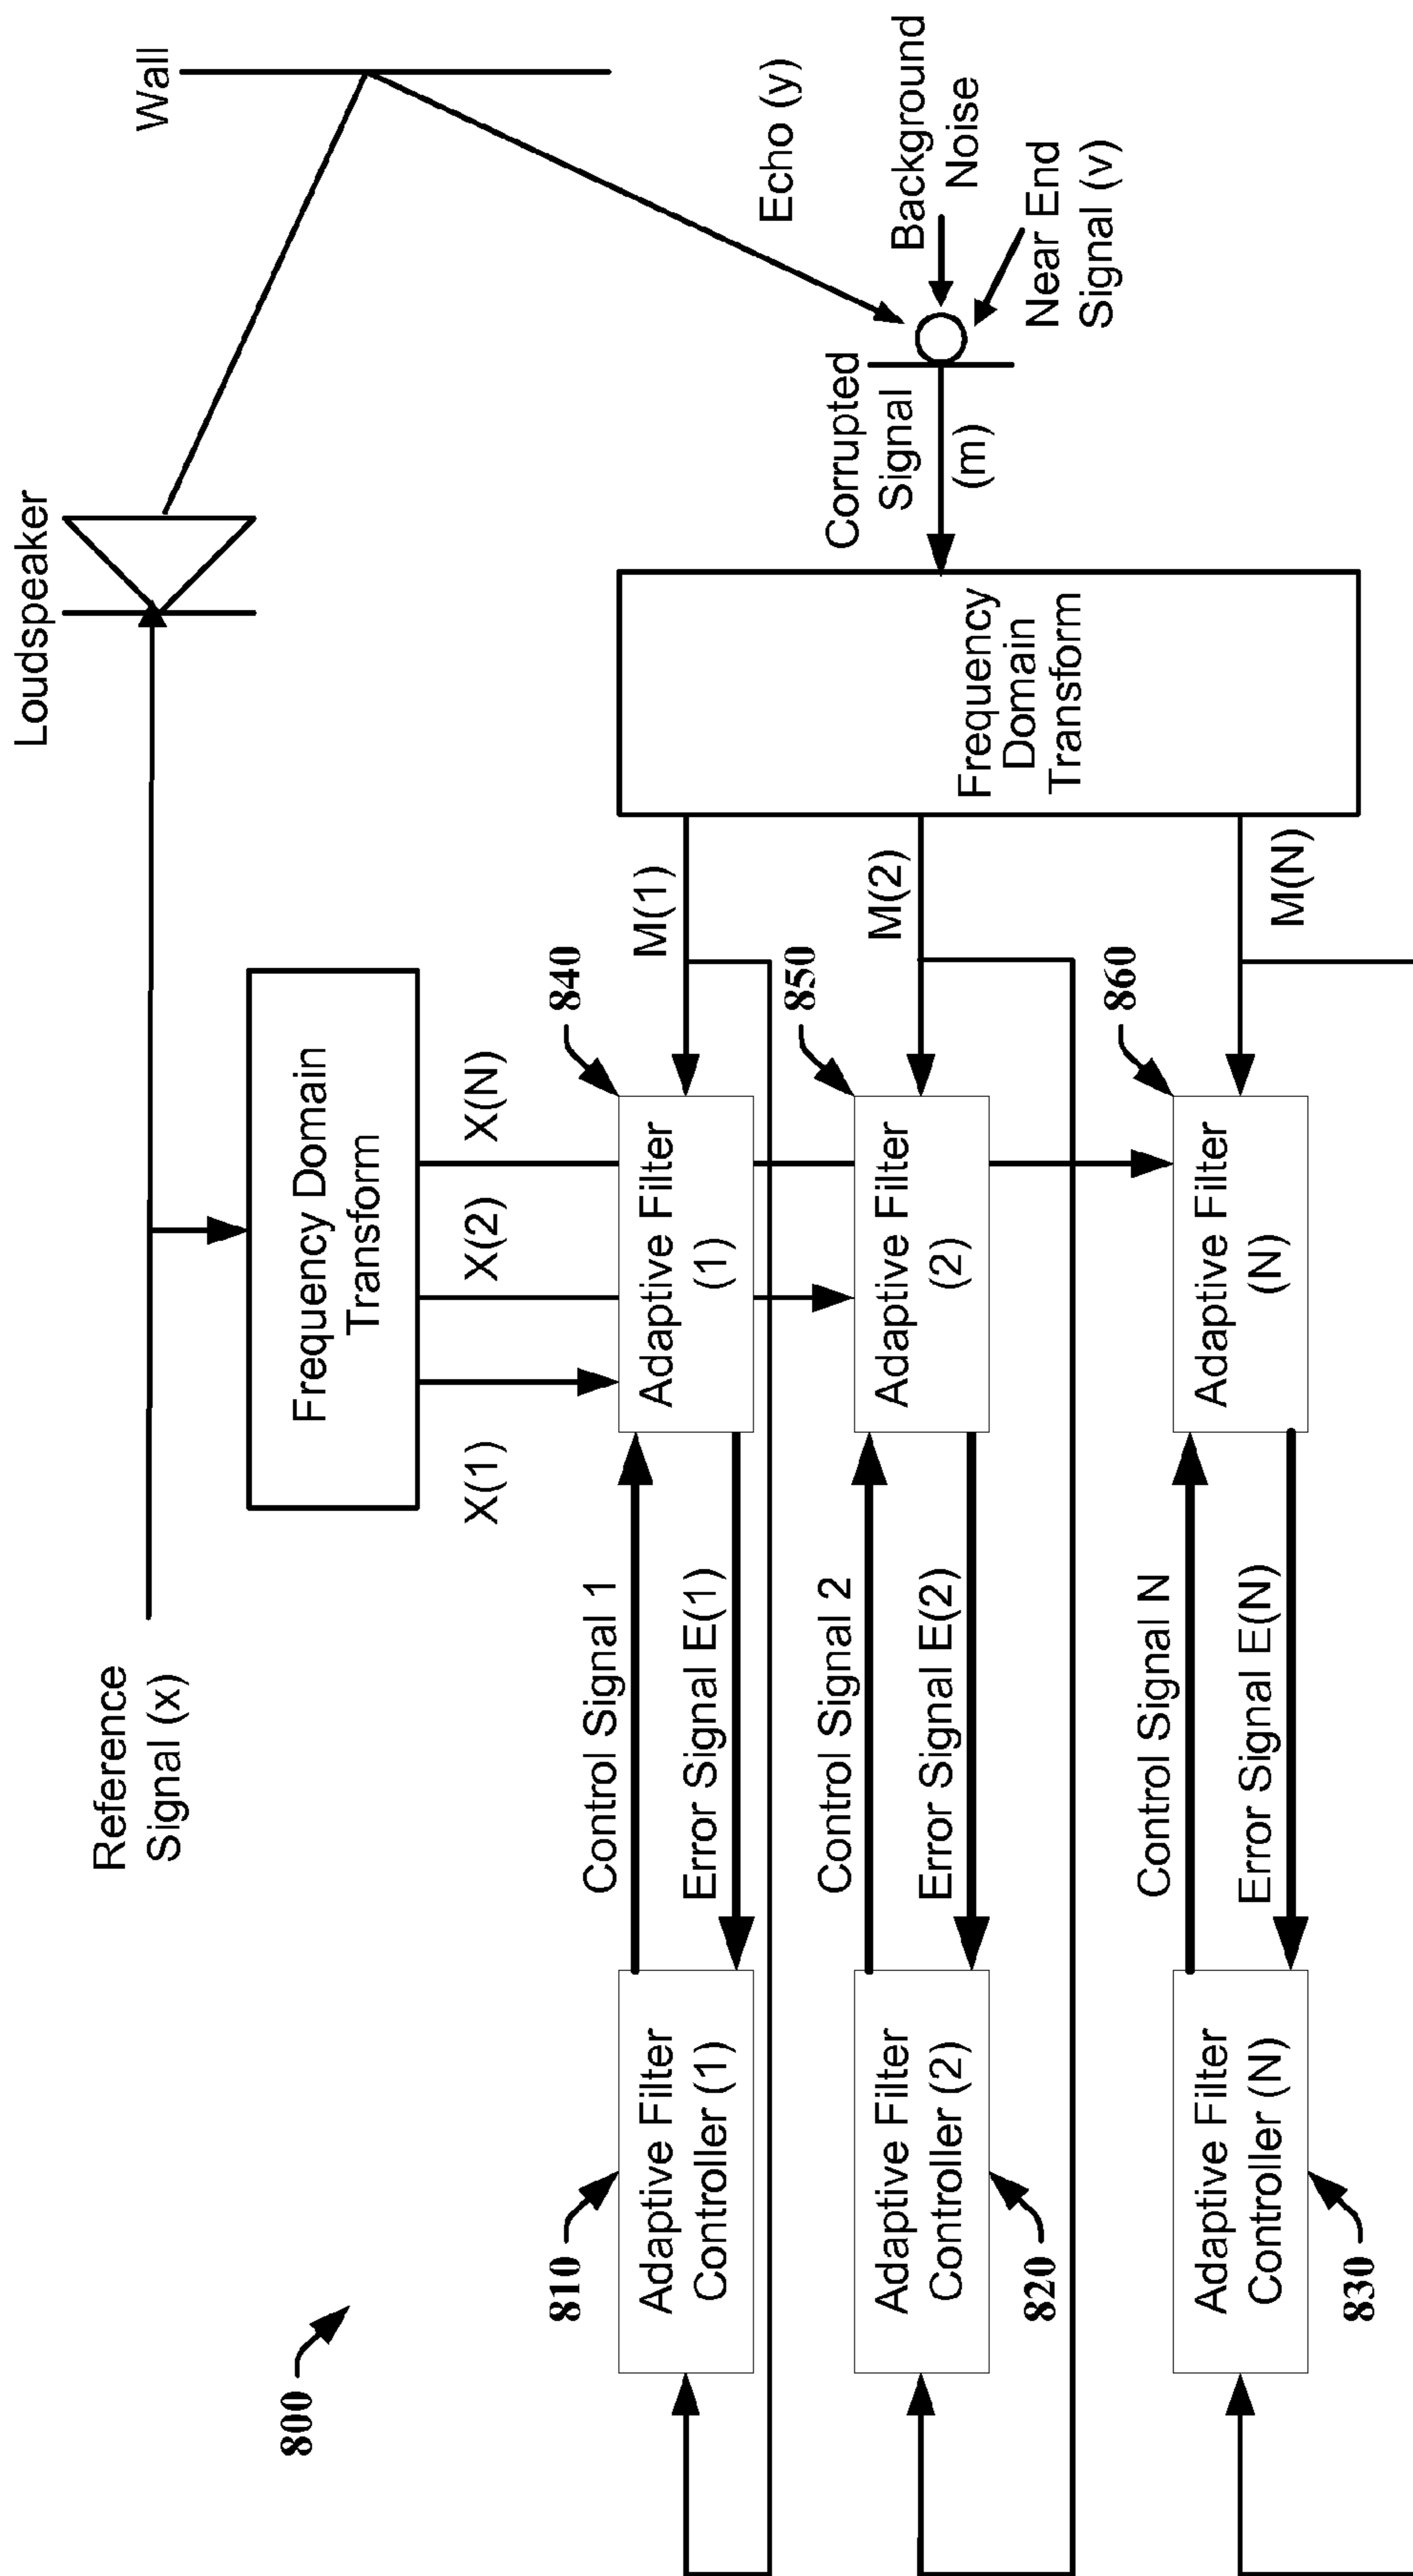 800
Reference
Signal (x)
Loudspeaker
Wall
Frequency Domain
Transform
X(1)
X(2)
X(N)
Echo (y)
Background
Noise
Near End
Signal (v)
Corrupted
Signal
(m)
Frequency
Domain
Transform
M(1)
M(2)
M(N)
810
Adaptive Filter
Controller (1)
Control Signal 1
Error Signal E(1)
840
Adaptive Filter
(1)
820
Adaptive Filter
Controller (2)
Control Signal 2
Error Signal E(2)
850
Adaptive Filter
(2)
830
Adaptive Filter
Controller (N)
Control Signal N
Error Signal E(N)
860
Adaptive Filter
(N)